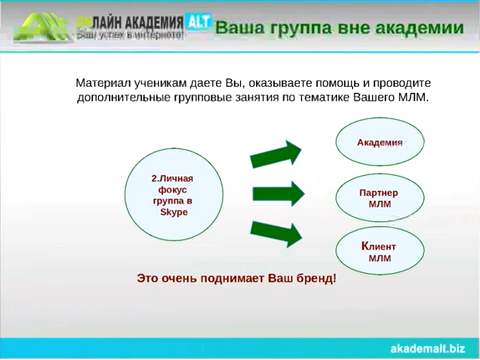 ОНЛАЙН АКАДЕМИЯ ALT
Ваш успех в интернете!
Ваша группа вне академии
Материал ученикам даете Вы, оказываете помощь и проводите
дополнительные групповые занятия по тематике Вашего МЛМ.
Академия
2.Личная
фокус
группа в
Skype
Партнер
МЛМ
Клиент
МЛМ
Это очень поднимает Ваш бренд!
akademalt.biz